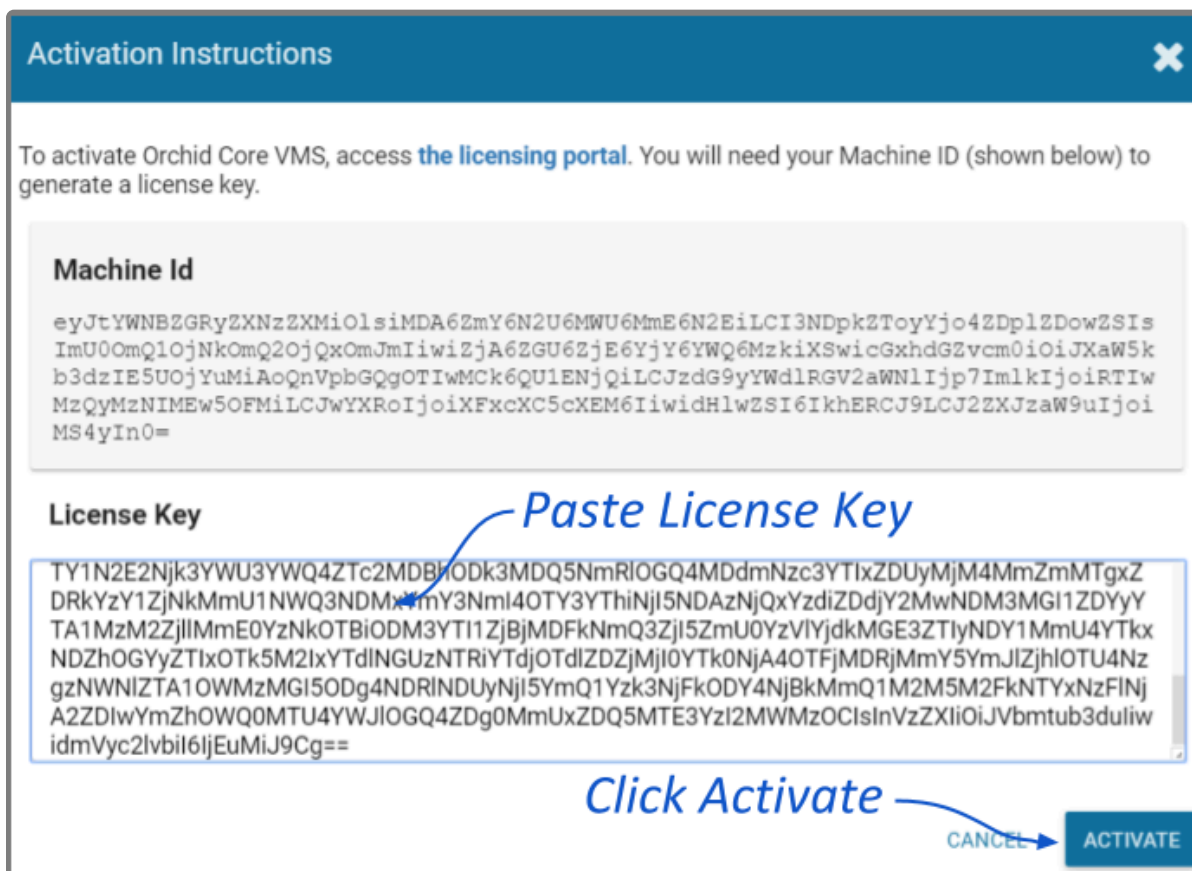 Activation Instructions
To activate Orchid Core VMS, access the licensing portal. You will need your Machine ID (shown below) to
generate a license key.
Machine Id
eyJtYWNBZGRyZXNzZXMiOlsiMDA6ZmY6N2U6MWU6MmE6N2EiLCI3NDpkZToyYjo4ZDplZDowZSIs
ImU0OmQ1OjNkOmQ2OjQxOmJmIiwiZjA6ZGU6ZjE6YjY6YWQ6MzkiXSwicGxhdGZvcm0iOiJXaW5k
b3dzIE5UOjYuMiAoQnVpbGQgOTIwMCk6QU1ENjQiLCJzdG9yYWdlRGV2aWNlIjp7ImlkIjoiRTIw
MzQyMzNIMEw5OFMiLCJwYXRoIjoiXFxcXC5cXEM6IiwidHlwZSI6IkhERCJ9LCJ2ZXJzaW9uIjoi
MS4yIn0=
Paste License Key
License Key
DRkYzY1ZjNkMmU1NWQ3NDMxYmY3NmI4OTY3YThiNjI5NDAzNjQxYzdiZDdjY2MwNDM3MGI1ZDYyY
TA1MzM2ZjllMmE0YzNkOTBiODM3YTI1ZjBjMDFkNmQ3ZjI5ZmU0YzVlYjdkMGE3ZTIyNDY1MmU4YTkx
NDZhOGYyZTIxOTk5M2IxYTdlNGUzNTRiYTdjOTdlZDZjMjI0YTk0NjA4OTFjMDRjMmY5YmJlZjhlOTU4Nz
gzNWNlZTA1OWMzMGI5ODg4NDRlNDUyNjI5YmQ1Yzk3NjFkODY4NjBkMmQ1M2M5M2FkNTYxNzFlNj
A2ZDIwYmZhOWQ0MTU4YWJlOGQ4ZDg0MmUxZDQ5MTE3YzI2MWMzOCIsInVzZXIiOiJVbmtub3duIiw
idmVyc2lvbiI6IjEuMiJ9Cg==
Click Activate
CANCEL
ACTIVATE